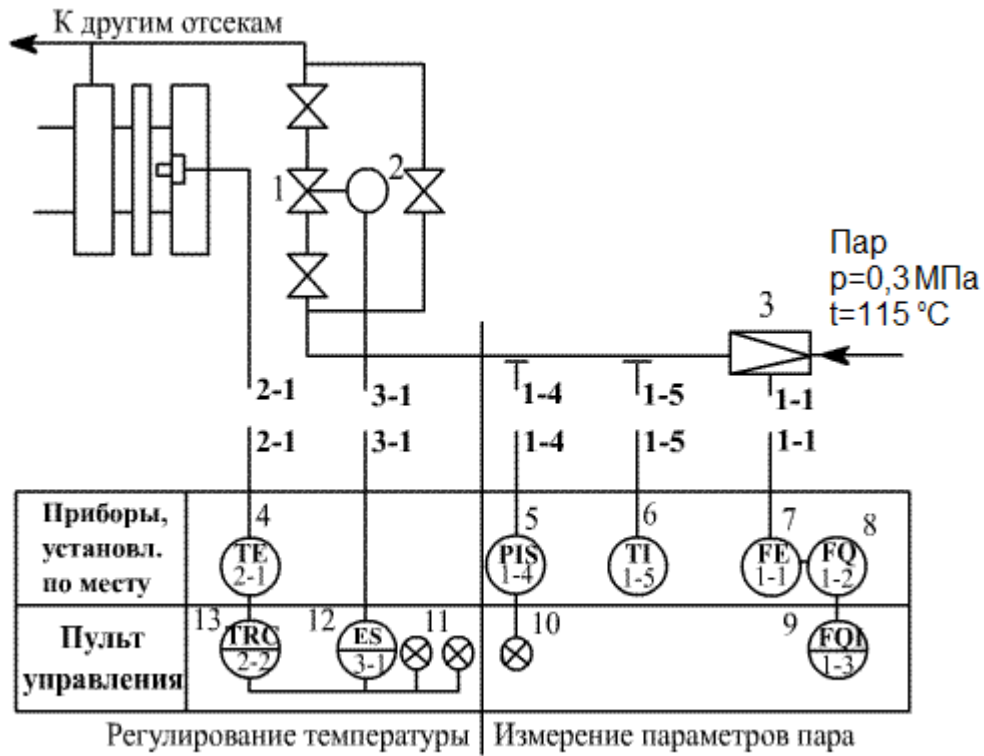 К другим отсекам
1
2
Пар
p=0,3 МПа
t=115 °C
3
2-1
3-1
1-4
1-5
1-1
2-1
3-1
1-4
1-5
1-1
Приборы,
установл.
по месту
4
TE
2-1
5
PIS
1-4
6
TI
1-5
7
FE
1-1
8
FQ
1-2
Пульт
управления
13
TRC
2-2
12
ES
3-1
11
10
9
FQI
1-3
Регулирование температуры
Измерение параметров пара